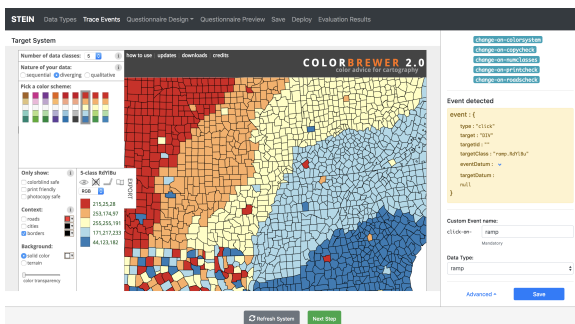 STEIN Data Types Trace Events Questionnaire Design Questionnaire Preview Save Deploy Evaluation Results
Target System
Number of data classes: 5 i
how to use updates downloads credits
COLORBREWER 2.0
color advice for cartography
Nature of your data: i
sequential diverging qualitative
Pick a color scheme:
Only show: i
colorblind safe
print friendly
photocopy safe
Context: i
roads
cities
borders
Background:
solid color
terrain
color transparency
5-class RdYlBu
EXPORT
RGB
215,25,28
253,174,97
255,255,191
171,217,233
44,123,182
change-on-colorsystem
change-on-copycheck
change-on-numclasses
change-on-printcheck
change-on-roadscheck
Event detected
event : {
type : "click"
target : "DIV"
targetId : ""
targetClass : "ramp.RdYlBu"
eventDatum :
targetDatum :
null
}
Custom Event name:
click-on- ramp
Mandatory
Data Type:
ramp
Advanced Save
Refresh System Next Step